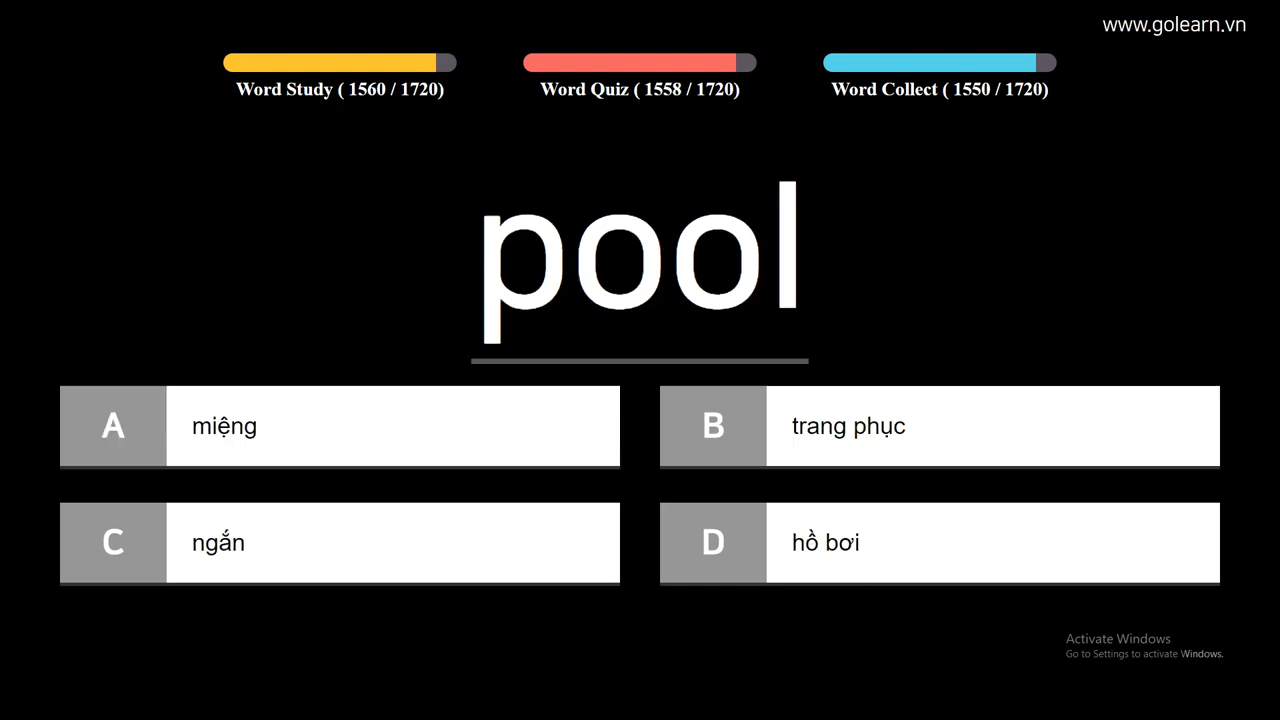 www.golearn.vn
Word Study ( 1560 / 1720)
Word Quiz ( 1558 / 1720)
Word Collect ( 1550 / 1720)
pool
A miệng
B trang phục
C ngắn
D hồ bơi
Activate Windows
Go to Settings to activate Windows.